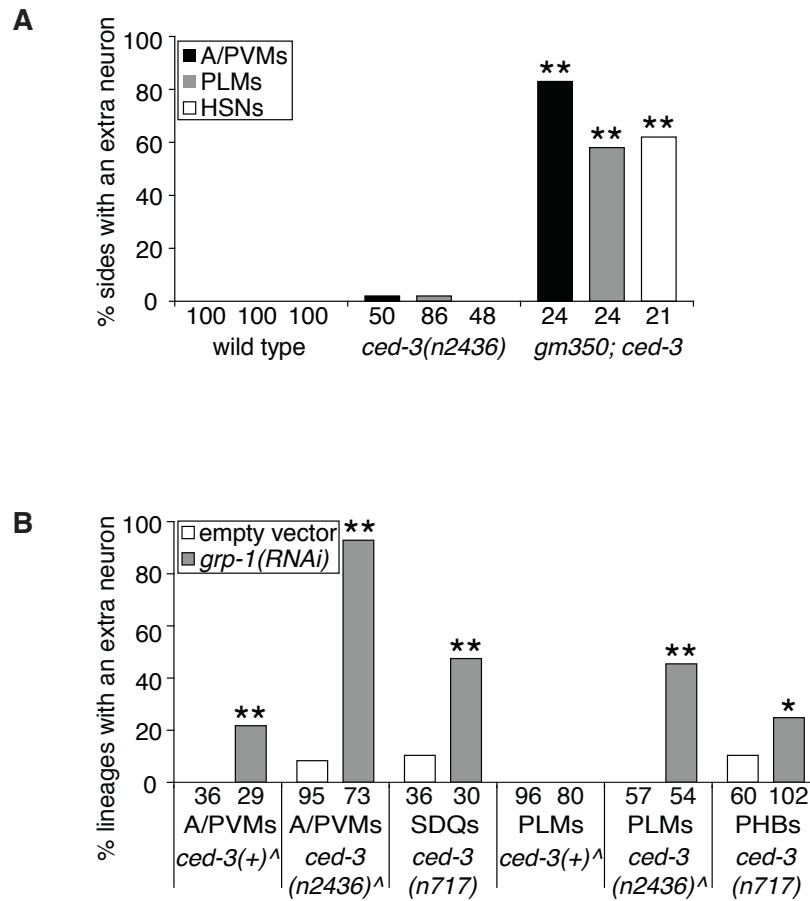 A
% sides with an extra neuron
100
80
60
40
20
0
A/PVMs
PLMs
HSNs
** ** **
100 100 100 50 86 48 24 24 21
wild type ced-3(n2436) gm350; ced-3
B
% lineages with an extra neuron
100
80
60
40
20
0
empty vector
grp-1(RNAi)
** ** ** ** *
36 29 95 73 36 30 96 80 57 54 60 102
A/PVMs A/PVMs SDQs PLMs PLMs PHBs
ced-3(+)^ ced-3 ced-3 ced-3(+)^ ced-3 ced-3
(n2436)^ (n717) (n2436)^ (n717)